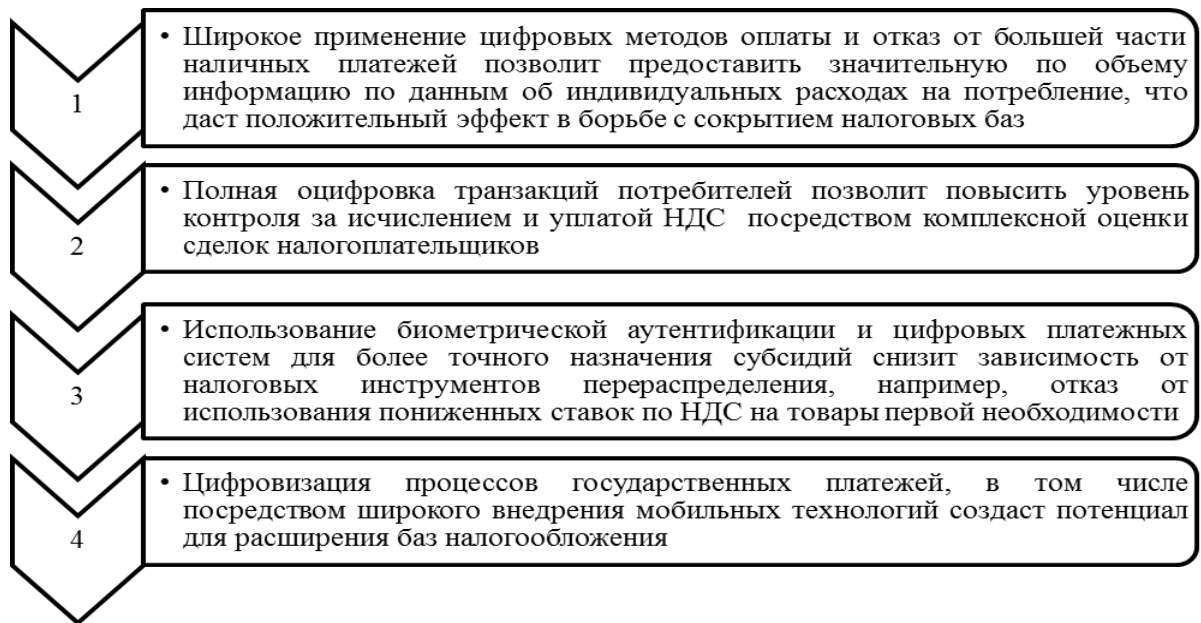 1
• Широкое применение цифровых методов оплаты и отказ от большей части
наличных платежей позволит предоставить значительную по объему
информацию по данным об индивидуальных расходах на потребление, что
даст положительный эффект в борьбе с сокрытием налоговых баз
2
• Полная оцифровка транзакций потребителей позволит повысить уровень
контроля за исчислением и уплатой НДС посредством комплексной оценки
сделок налогоплательщиков
3
• Использование биометрической аутентификации и цифровых платежных
систем для более точного назначения субсидий снизит зависимость от
налоговых инструментов перераспределения, например, отказ от
использования пониженных ставок по НДС на товары первой необходимости
4
• Цифровизация процессов государственных платежей, в том числе
посредством широкого внедрения мобильных технологий создаст потенциал
для расширения баз налогообложения